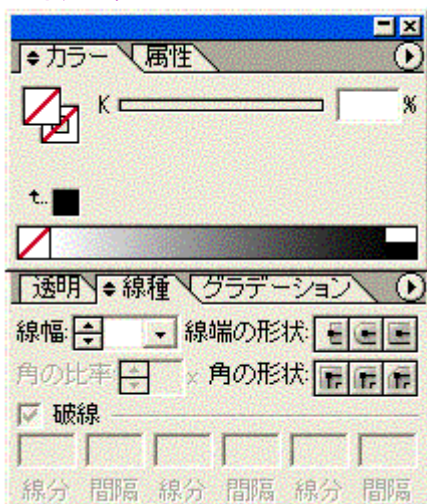 カラー 属性
K %
透明 線種 グラデーション
線幅: 線端の形状:
角の比率 × 角の形状:
破線
線分 間隔 線分 間隔 線分 間隔